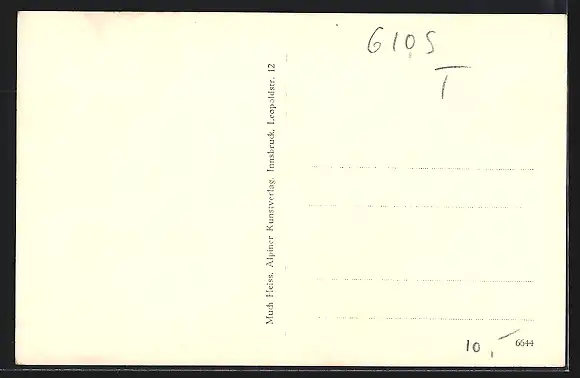 6105
T
Much Heiss, Alpiner Kunstverlag, Innsbruck, Leopoldstr. 12
10,-
6644